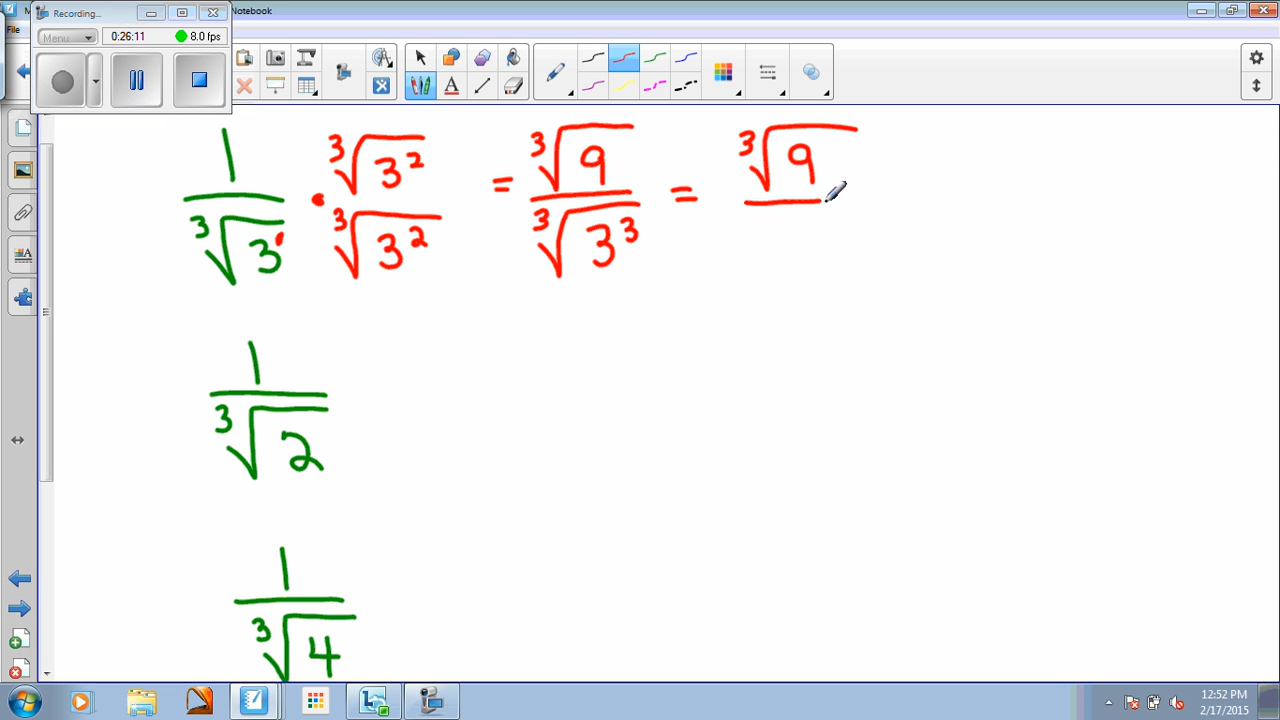 Recording...
Notebook
Menu
0:26:11
8.0 fps
File
1/∛3¹ · ∛3²/∛3² = ∛9/∛3³ = ∛9
1/∛2
1/∛4
12:52 PM
2/17/2015